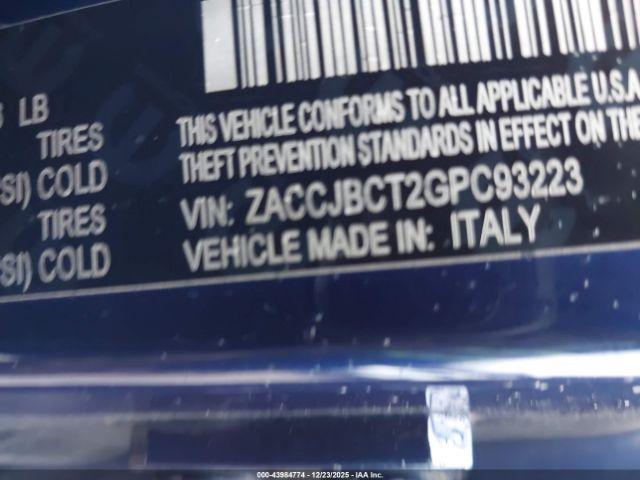 LB
TIRES
SI) COLD
TIRES
SI) COLD
THIS VEHICLE CONFORMS TO ALL APPLICABLE U.S.A
THEFT PREVENTION STANDARDS IN EFFECT ON THE
VIN: ZACCJBCT2GPC93223
VEHICLE MADE IN: ITALY
000-43984774 - 12/23/2025 - IAA Inc.